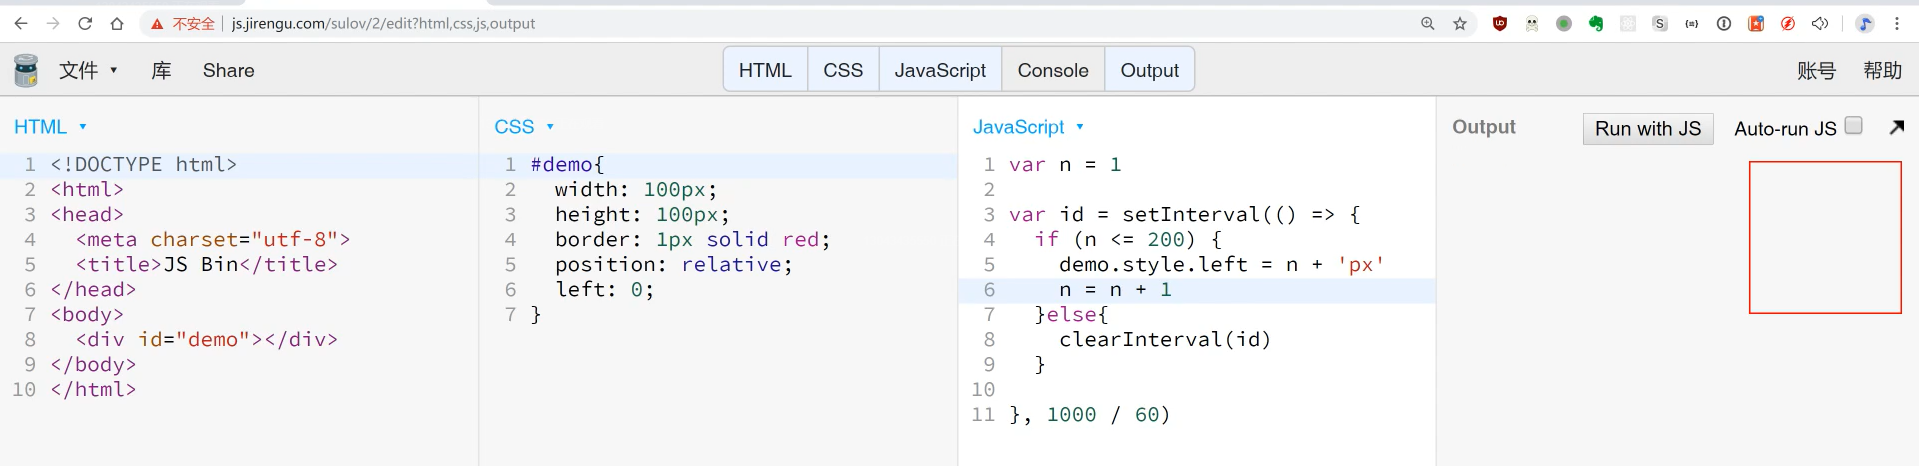 不安全 js.jirengu.com/sulov/2/edit?html,css,js,output
文件 库 Share HTML CSS JavaScript Console Output 账号 帮助
HTML
1 <!DOCTYPE html>
2 <html>
3 <head>
4   <meta charset="utf-8">
5   <title>JS Bin</title>
6 </head>
7 <body>
8   <div id="demo"></div>
9 </body>
10 </html>
CSS
1 #demo{
2   width: 100px;
3   height: 100px;
4   border: 1px solid red;
5   position: relative;
6   left: 0;
7 }
JavaScript
1 var n = 1
2
3 var id = setInterval(() => {
4   if (n <= 200) {
5     demo.style.left = n + 'px'
6     n = n + 1
7   }else{
8     clearInterval(id)
9   }
10
11 }, 1000 / 60)
Output Run with JS Auto-run JS